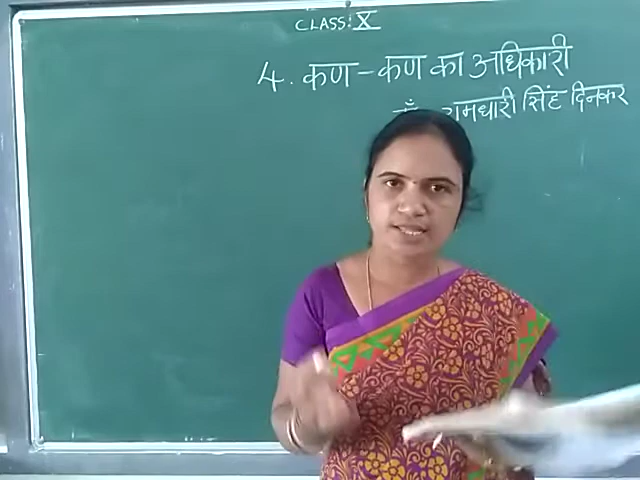 CLASS: X
4. कण - कण का अधिकारी
रामधारी सिंह दिनकर